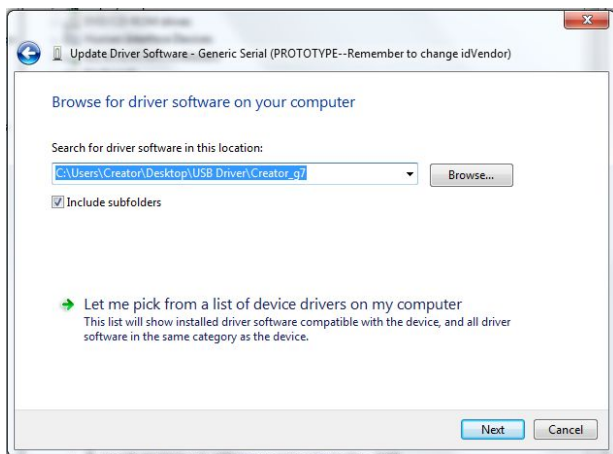 Update Driver Software - Generic Serial (PROTOTYPE--Remember to change idVendor)
Browse for driver software on your computer
Search for driver software in this location:
C:\Users\Creator\Desktop\USB Driver\Creator_g7
Browse...
Include subfolders
Let me pick from a list of device drivers on my computer
This list will show installed driver software compatible with the device, and all driver
software in the same category as the device.
Next
Cancel